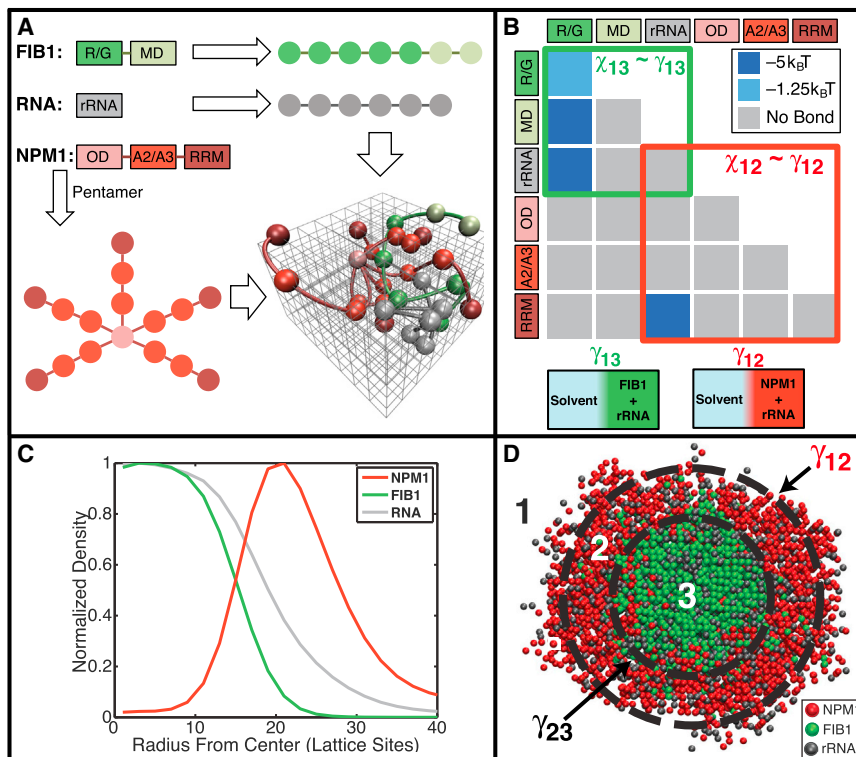 A
FIB1: R/G MD
RNA: rRNA
NPM1: OD A2/A3 RRM
Pentamer
B
R/G MD rRNA OD A2/A3 RRM
R/G
MD
rRNA
OD
A2/A3
RRM
χ13 ~ γ13
χ12 ~ γ12
−5kBT
−1.25kBT
No Bond
γ13
Solvent
FIB1
+
rRNA
γ12
Solvent
NPM1
+
rRNA
C
Normalized Density
1
0.8
0.6
0.4
0.2
0
0 10 20 30 40
Radius From Center (Lattice Sites)
NPM1
FIB1
RNA
D
γ12
1
2
3
γ23
NPM1
FIB1
rRNA